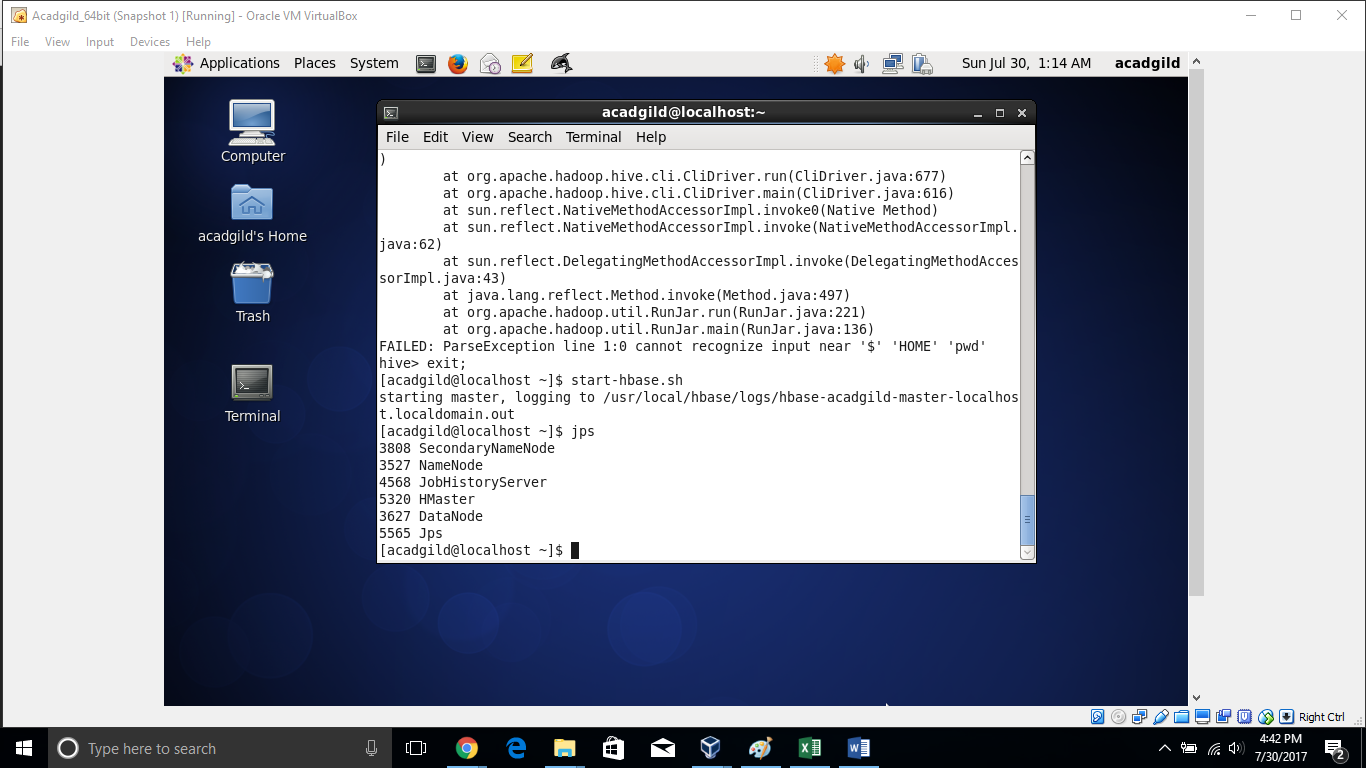 Acadgild_64bit (Snapshot 1) [Running] - Oracle VM VirtualBox
File View Input Devices Help
Applications Places System Sun Jul 30, 1:14 AM acadgild
Computer
acadgild's Home
Trash
Terminal
acadgild@localhost:~
File Edit View Search Terminal Help
)
at org.apache.hadoop.hive.cli.CliDriver.run(CliDriver.java:677)
at org.apache.hadoop.hive.cli.CliDriver.main(CliDriver.java:616)
at sun.reflect.NativeMethodAccessorImpl.invoke0(Native Method)
at sun.reflect.NativeMethodAccessorImpl.invoke(NativeMethodAccessorImpl.
java:62)
at sun.reflect.DelegatingMethodAccessorImpl.invoke(DelegatingMethodAcces
sorImpl.java:43)
at java.lang.reflect.Method.invoke(Method.java:497)
at org.apache.hadoop.util.RunJar.run(RunJar.java:221)
at org.apache.hadoop.util.RunJar.main(RunJar.java:136)
FAILED: ParseException line 1:0 cannot recognize input near '$' 'HOME' 'pwd'
hive> exit;
[acadgild@localhost ~]$ start-hbase.sh
starting master, logging to /usr/local/hbase/logs/hbase-acadgild-master-localhos
t.localdomain.out
[acadgild@localhost ~]$ jps
3808 SecondaryNameNode
3527 NameNode
4568 JobHistoryServer
5320 HMaster
3627 DataNode
5565 Jps
[acadgild@localhost ~]$
Right Ctrl
Type here to search
4:42 PM
7/30/2017
2